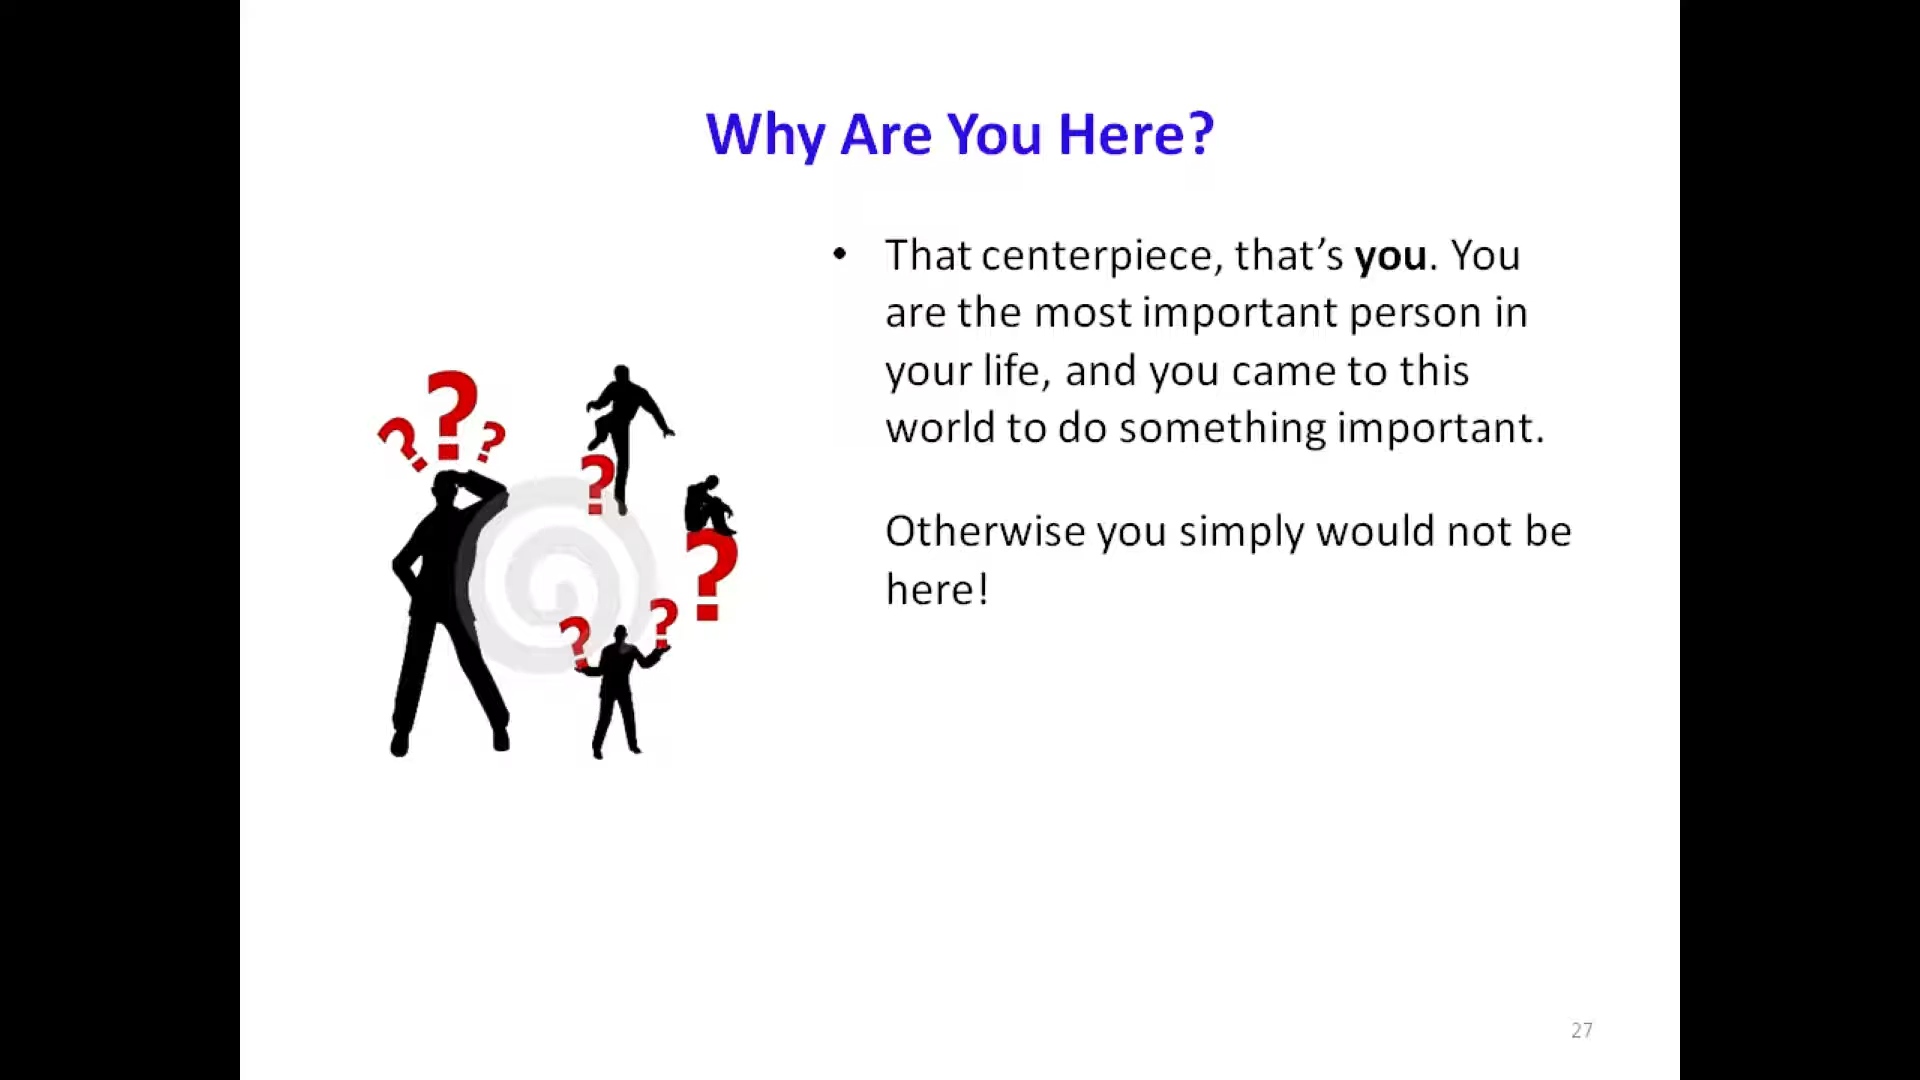 Why Are You Here?
• That centerpiece, that’s you. You
are the most important person in
your life, and you came to this
world to do something important.
Otherwise you simply would not be
here!
? ? ?
?
?
? ?
27